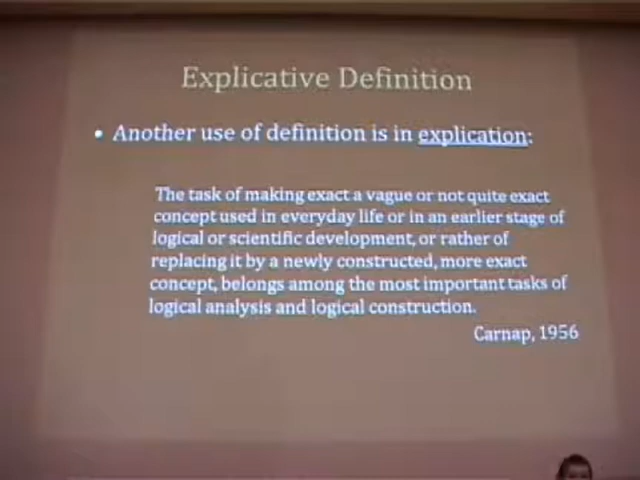 Explicative Definition
• Another use of definition is in explication:
The task of making exact a vague or not quite exact
concept used in everyday life or in an earlier stage of
logical or scientific development, or rather of
replacing it by a newly constructed, more exact
concept, belongs among the most important tasks of
logical analysis and logical construction.
Carnap, 1956